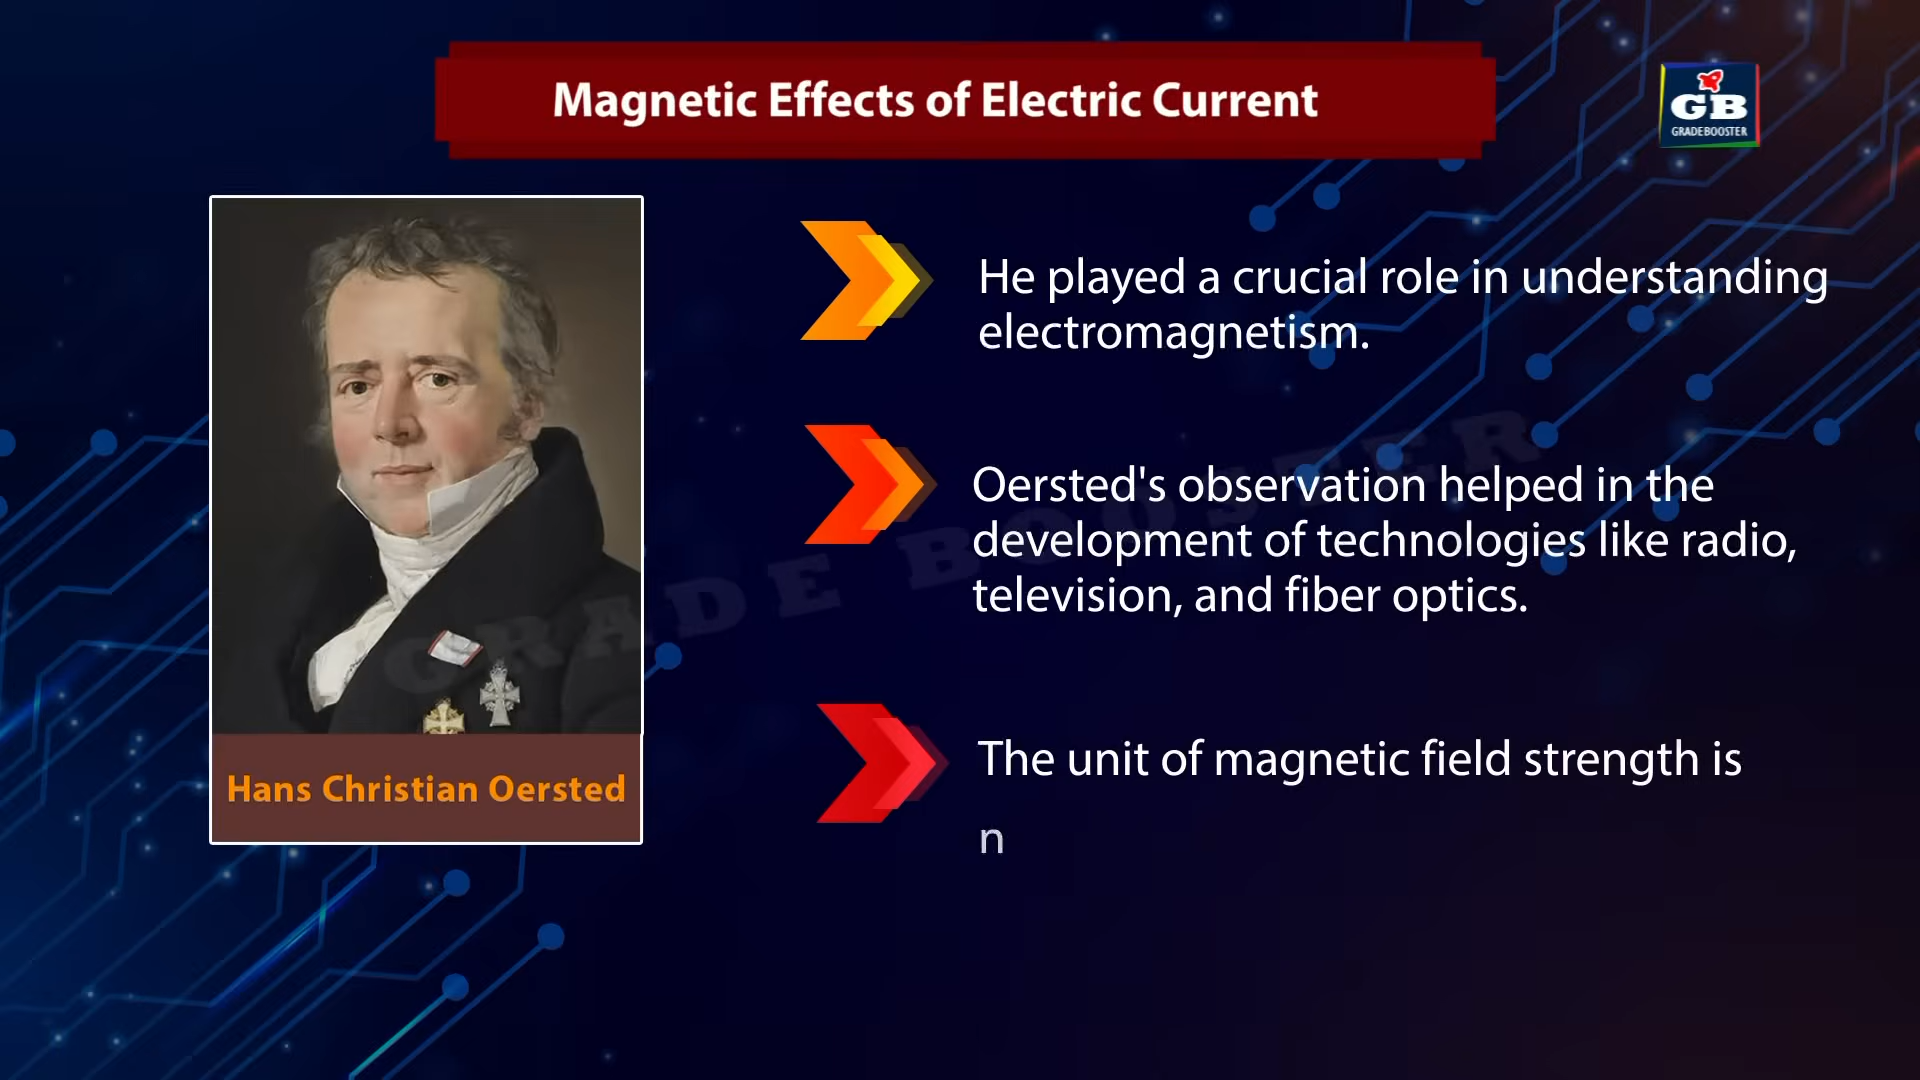 Magnetic Effects of Electric Current
GB
GRADEBOOSTER
He played a crucial role in understanding
electromagnetism.
Oersted's observation helped in the
development of technologies like radio,
television, and fiber optics.
The unit of magnetic field strength is
n
Hans Christian Oersted
GRADE BOOSTER